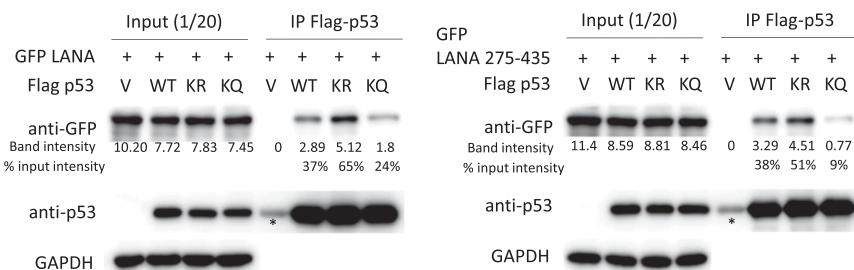 Input (1/20) IP Flag-p53
GFP LANA + + + + + + + +
Flag p53 V WT KR KQ V WT KR KQ
anti-GFP
Band intensity 10.20 7.72 7.83 7.45 0 2.89 5.12 1.8
% input intensity 37% 65% 24%
anti-p53
*
GAPDH
Input (1/20) IP Flag-p53
GFP
LANA 275-435 + + + + + + + +
Flag p53 V WT KR KQ V WT KR KQ
anti-GFP
Band intensity 11.4 8.59 8.81 8.46 0 3.29 4.51 0.77
% input intensity 38% 51% 9%
anti-p53
*
GAPDH